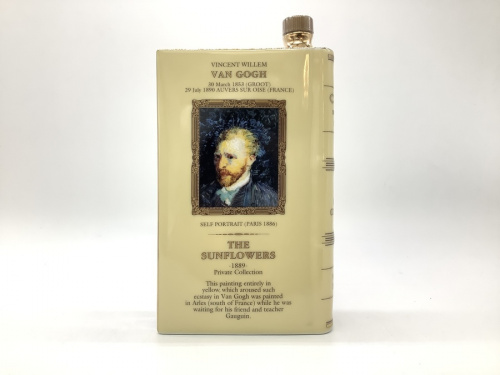 VINCENT WILLEM
VAN GOGH
30 March 1853 (GROOT)
29 July 1890 AUVERS SUR OISE (FRANCE)
SELF PORTRAIT (PARIS 1886)
THE
SUNFLOWERS
1889
Private Collection
This painting entirely in
yellow, which aroused such
ecstasy in Van Gogh was painted
in Arles (south of France) while he was
waiting for his friend and teacher
Gauguin.